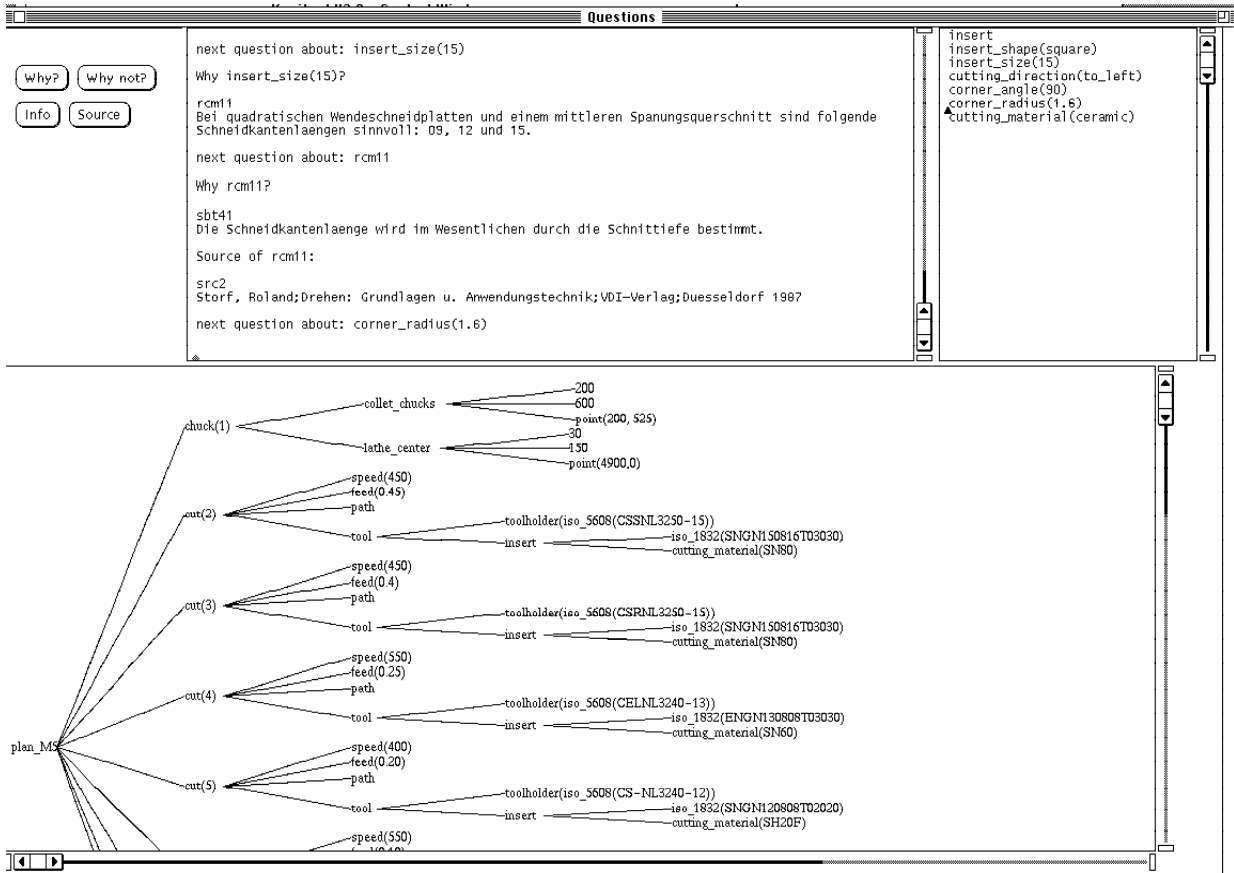 Questions
Why?
Why not?
Info
Source
next question about: insert_size(15)
Why insert_size(15)?
rcm11
Bei quadratischen Wendeschneidplatten und einem mittleren Spanungsquerschnitt sind folgende
Schneidkantenlaengen sinnvoll: 09, 12 und 15.
next question about: rcm11
Why rcm11?
sbt41
Die Schneidkantenlaenge wird im Wesentlichen durch die Schnittiefe bestimmt.
Source of rcm11:
src2
Storf, Roland;Drehen: Grundlagen u. Anwendungstechnik;VDI-Verlag;Duesseldorf 1987
next question about: corner_radius(1.6)
insert
insert_shape(square)
insert_size(15)
cutting_direction(to_left)
corner_angle(90)
corner_radius(1.6)
cutting_material(ceramic)
plan_M5
chuck(1)
collet_chucks
200
600
point(200, 525)
lathe_center
30
150
point(4900,0)
cut(2)
speed(450)
feed(0.45)
path
tool
toolholder(iso_5608(CSSNL3250-15))
insert
iso_1832(SNGN150816T03030)
cutting_material(SN80)
cut(3)
speed(450)
feed(0.4)
path
tool
toolholder(iso_5608(CSRNL3250-15))
insert
iso_1832(SNGN150816T03030)
cutting_material(SN80)
cut(4)
speed(550)
feed(0.25)
path
tool
toolholder(iso_5608(CELNL3240-13))
insert
iso_1832(ENGN130808T03030)
cutting_material(SN60)
cut(5)
speed(400)
feed(0.20)
path
tool
toolholder(iso_5608(CS-NL3240-12))
insert
iso_1832(SNGN120808T02020)
cutting_material(SH20F)
speed(550)